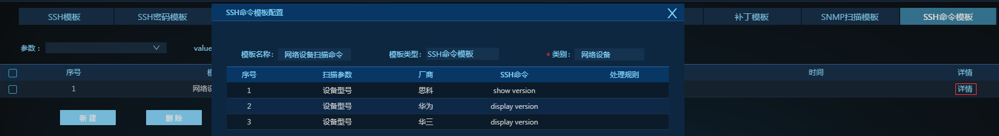 SSH命令模板配置
X
SSH模板 SSH密码模板 补丁模板 SNMP扫描模板 SSH命令模板
参数： value
模板名称： 网络设备扫描命令 模板类型： SSH命令模板 * 类别： 网络设备
序号 时间 详情
序号 扫描参数 厂商 SSH命令 处理规则
1 网络设 详情
1 设备型号 思科 show version
2 设备型号 华为 display version
3 设备型号 华三 display version
新 建 删 除